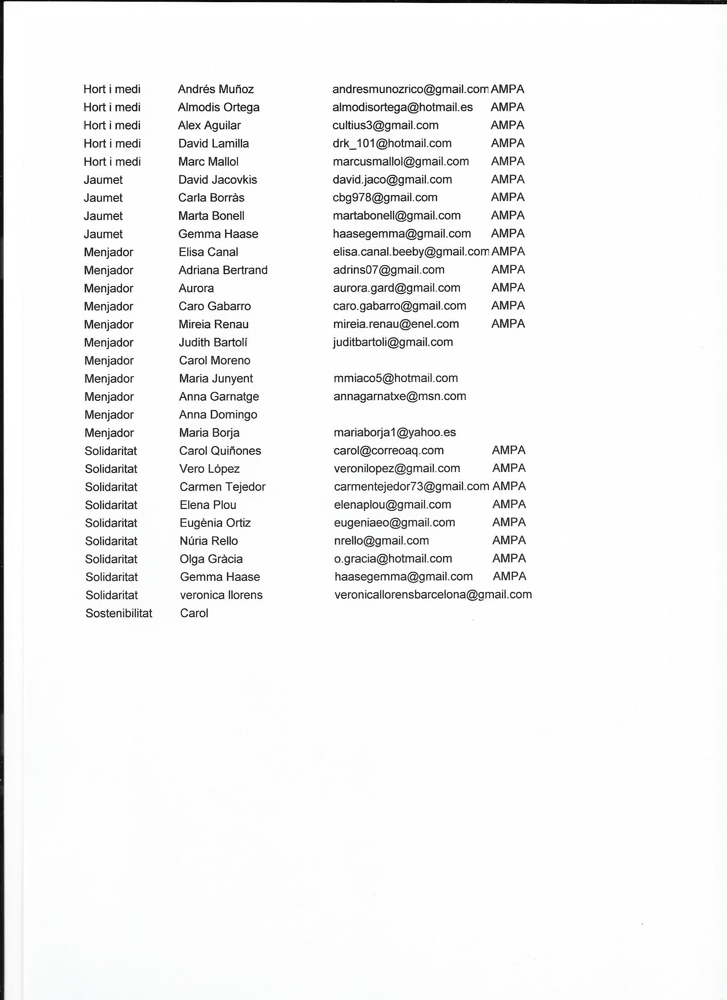 Hort i medi Andrés Muñoz andresmunozrico@gmail.com AMPA
Hort i medi Almodis Ortega almodisortega@hotmail.es AMPA
Hort i medi Alex Aguilar cultius3@gmail.com AMPA
Hort i medi David Lamilla drk_101@hotmail.com AMPA
Hort i medi Marc Mallol marcusmallol@gmail.com AMPA
Jaumet David Jacovkis david.jaco@gmail.com AMPA
Jaumet Carla Borràs cbg978@gmail.com AMPA
Jaumet Marta Bonell martabonell@gmail.com AMPA
Jaumet Gemma Haase haasegemma@gmail.com AMPA
Menjador Elisa Canal elisa.canal.beeby@gmail.com AMPA
Menjador Adriana Bertrand adrins07@gmail.com AMPA
Menjador Aurora aurora.gard@gmail.com AMPA
Menjador Caro Gabarro caro.gabarro@gmail.com AMPA
Menjador Mireia Renau mireia.renau@enel.com AMPA
Menjador Judith Bartolí juditbartoli@gmail.com
Menjador Carol Moreno
Menjador Maria Junyent mmiaco5@hotmail.com
Menjador Anna Garnatge annagarnatxe@msn.com
Menjador Anna Domingo
Menjador Maria Borja mariaborja1@yahoo.es
Solidaritat Carol Quiñones carol@correoaq.com AMPA
Solidaritat Vero López veronilopez@gmail.com AMPA
Solidaritat Carmen Tejedor carmentejedor73@gmail.com AMPA
Solidaritat Elena Plou elenaplou@gmail.com AMPA
Solidaritat Eugènia Ortiz eugeniaeo@gmail.com AMPA
Solidaritat Núria Rello nrello@gmail.com AMPA
Solidaritat Olga Gràcia o.gracia@hotmail.com AMPA
Solidaritat Gemma Haase haasegemma@gmail.com AMPA
Solidaritat veronica llorens veronicallorensbarcelona@gmail.com
Sostenibilitat Carol